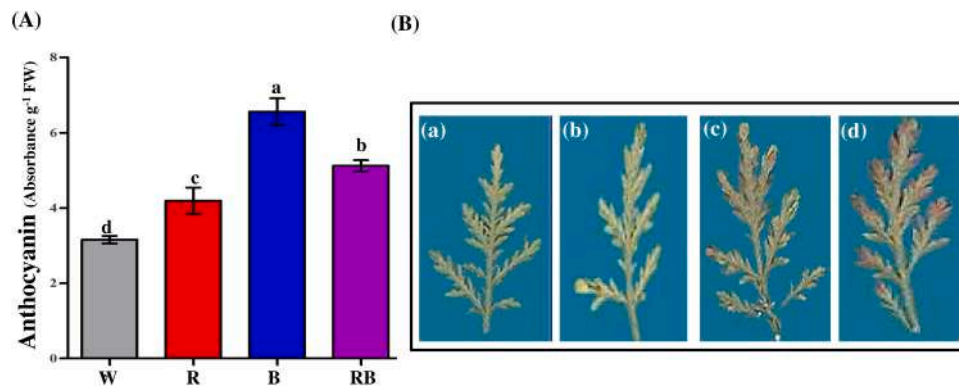 (A)
(B)
Anthocyanin (Absorbance g⁻¹ FW)
8
6
4
2
0
d
c
a
b
W
R
B
RB
(a)
(b)
(c)
(d)